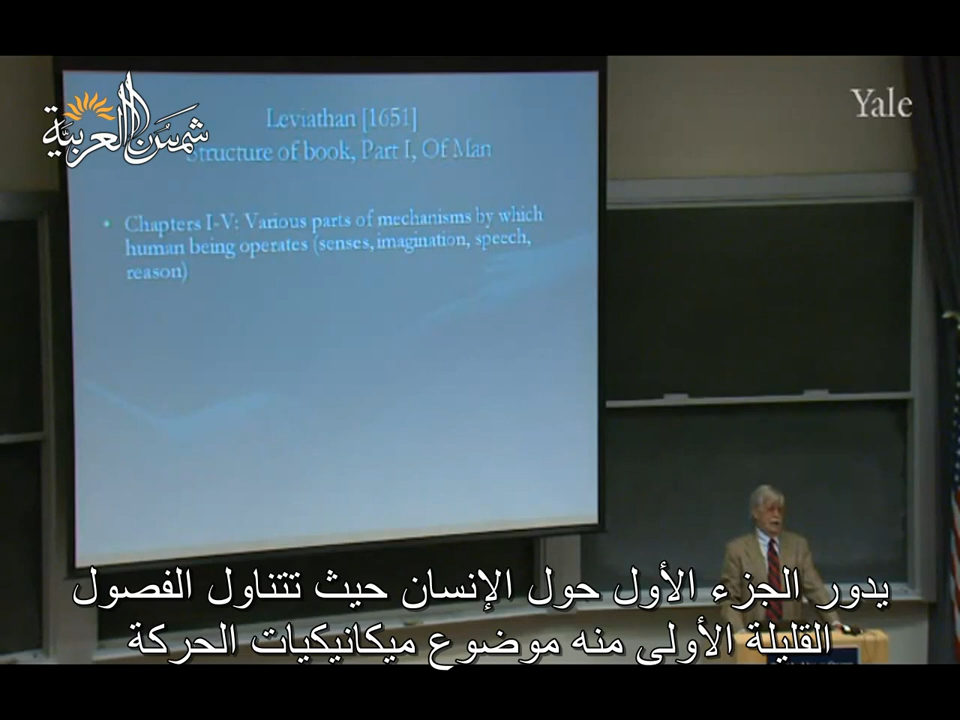 شمس العربية
Yale
Leviathan [1651]
Structure of book, Part I, Of Man
• Chapters I-V: Various parts of mechanisms by which
human being operates (senses, imagination, speech,
reason)
يدور الجزء الأول حول الإنسان حيث تتناول الفصول
القليلة الأولى منه موضوع ميكانيكيات الحركة